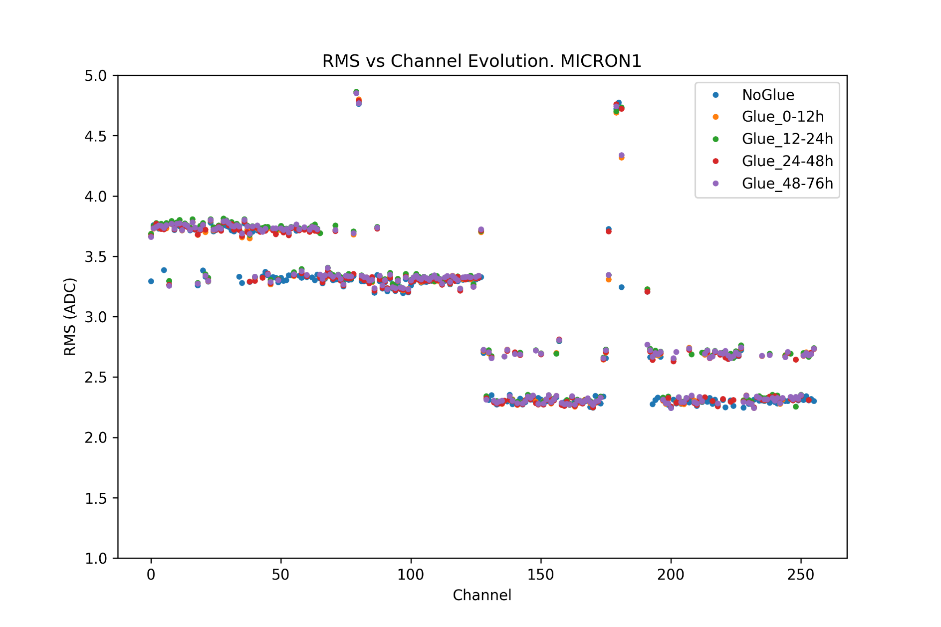 RMS vs Channel Evolution. MICRON1
5.0
4.5
4.0
3.5
3.0
2.5
2.0
1.5
1.0
RMS (ADC)
NoGlue
Glue_0-12h
Glue_12-24h
Glue_24-48h
Glue_48-76h
0 50 100 150 200 250
Channel